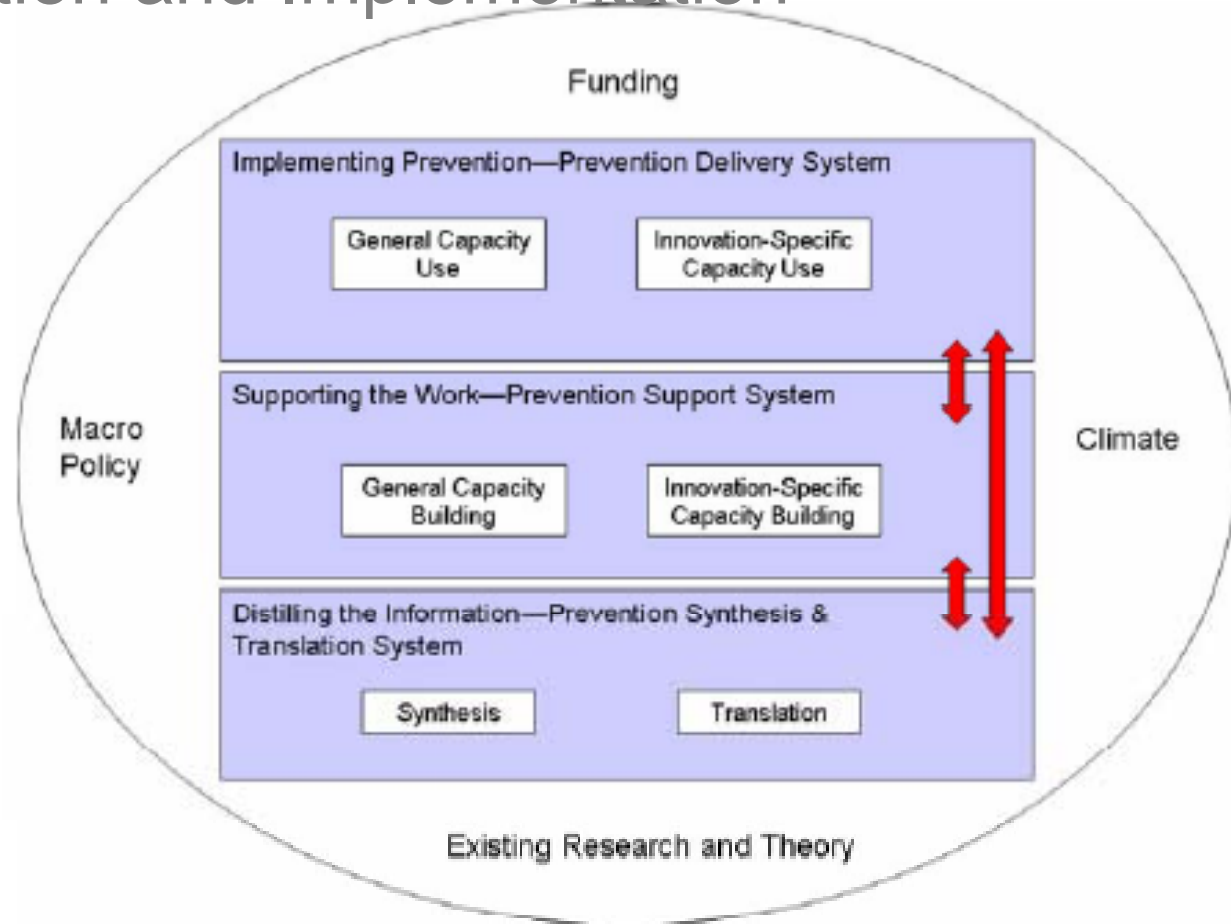 Funding
Implementing Prevention—Prevention Delivery System
General Capacity
Use
Innovation-Specific
Capacity Use
Supporting the Work—Prevention Support System
Macro
Policy
Climate
General Capacity
Building
Innovation-Specific
Capacity Building
Distilling the Information—Prevention Synthesis &
Translation System
Synthesis
Translation
Existing Research and Theory